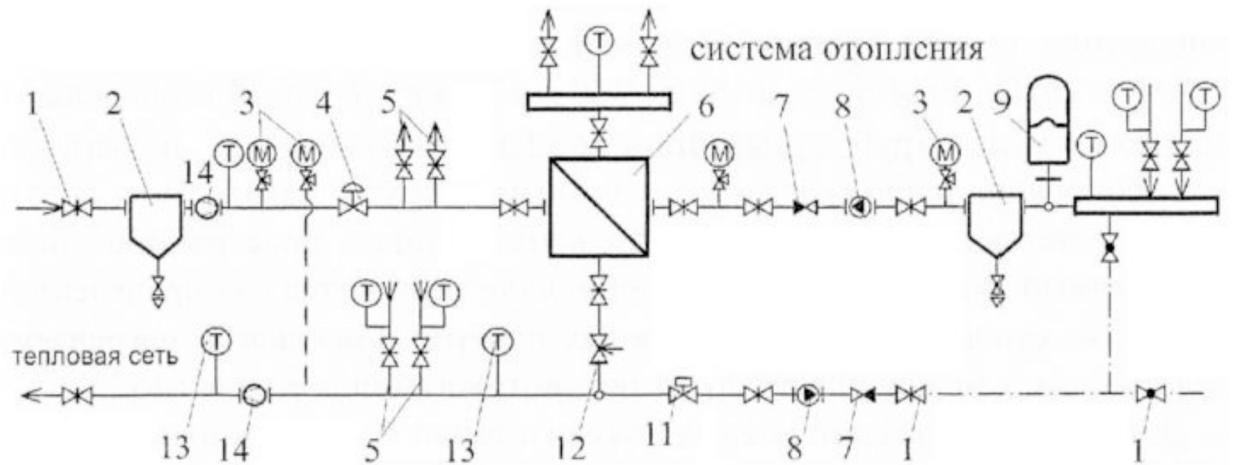 Т
система отопления
1 2 3 4 5 6 7 8 3 2 9
Т Т
Т
14 Т М М М М
Т Т
Т Т
тепловая сеть
13 14 5 13 12 11 8 7 1 1